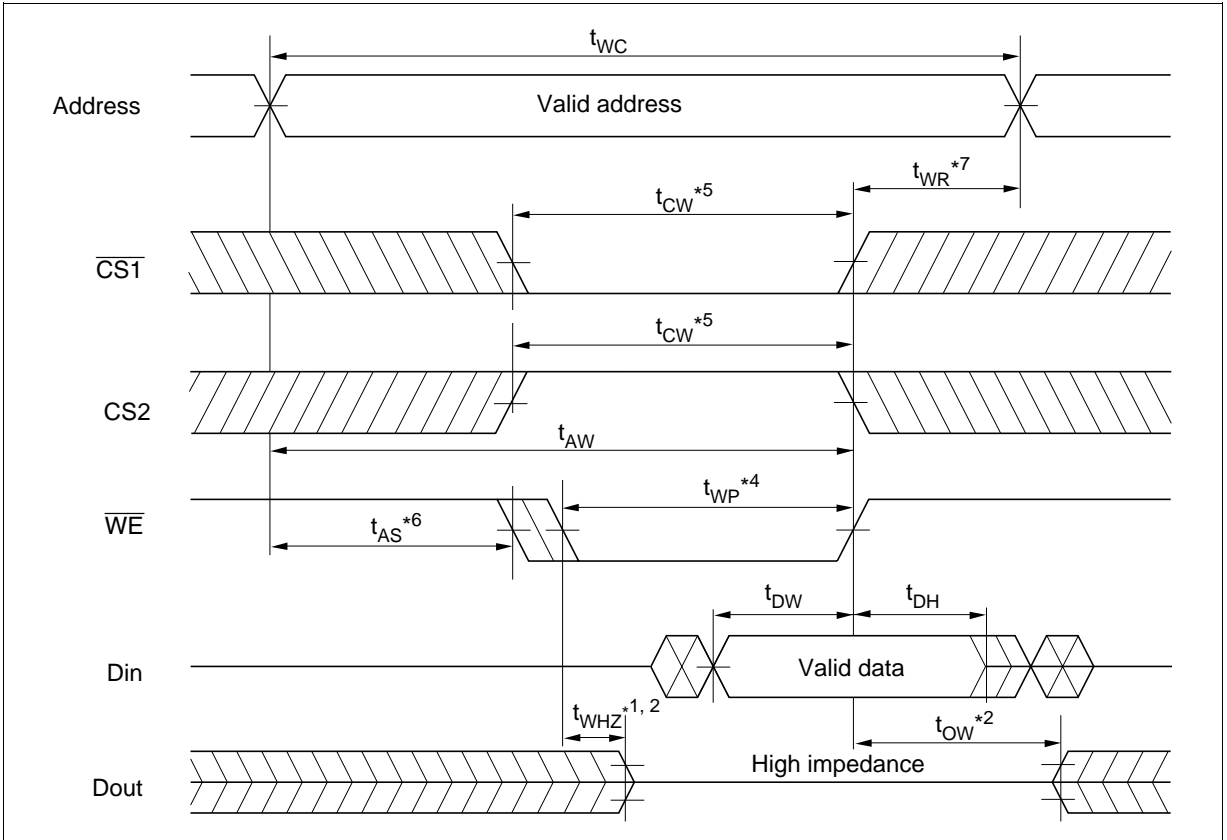 tWC
Address
Valid address
tWR*7
tCW*5
CS1
tCW*5
CS2
tAW
tWP*4
WE
tAS*6
tDW
tDH
Din
Valid data
tWHZ*1, 2
tOW*2
High impedance
Dout